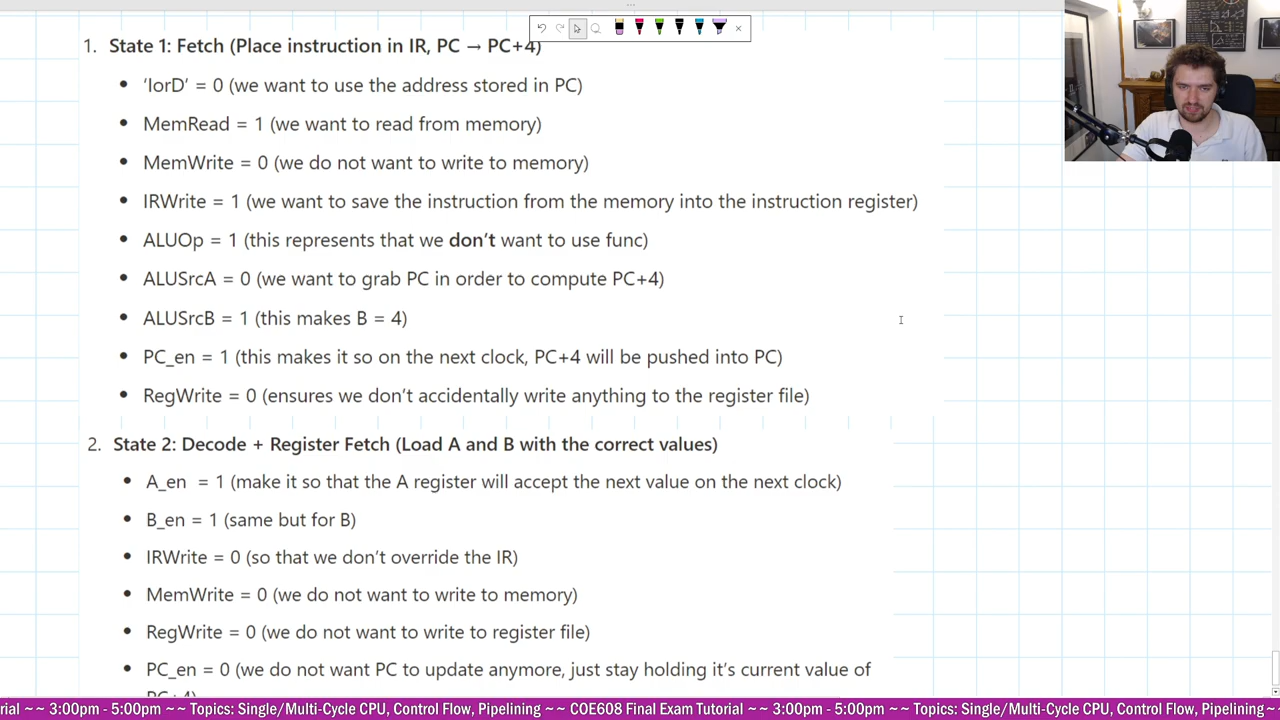 1. State 1: Fetch (Place instruction in IR, PC → PC+4)
• ‘IorD’ = 0 (we want to use the address stored in PC)
• MemRead = 1 (we want to read from memory)
• MemWrite = 0 (we do not want to write to memory)
• IRWrite = 1 (we want to save the instruction from the memory into the instruction register)
• ALUOp = 1 (this represents that we don’t want to use func)
• ALUSrcA = 0 (we want to grab PC in order to compute PC+4)
• ALUSrcB = 1 (this makes B = 4)
• PC_en = 1 (this makes it so on the next clock, PC+4 will be pushed into PC)
• RegWrite = 0 (ensures we don’t accidentally write anything to the register file)
2. State 2: Decode + Register Fetch (Load A and B with the correct values)
• A_en = 1 (make it so that the A register will accept the next value on the next clock)
• B_en = 1 (same but for B)
• IRWrite = 0 (so that we don’t override the IR)
• MemWrite = 0 (we do not want to write to memory)
• RegWrite = 0 (we do not want to write to register file)
• PC_en = 0 (we do not want PC to update anymore, just stay holding it’s current value of
PC+4)
rial ~~ 3:00pm - 5:00pm ~~ Topics: Single/Multi-Cycle CPU, Control Flow, Pipelining ~~ COE608 Final Exam Tutorial ~~ 3:00pm - 5:00pm ~~ Topics: Single/Multi-Cycle CPU, Control Flow, Pipelining ~